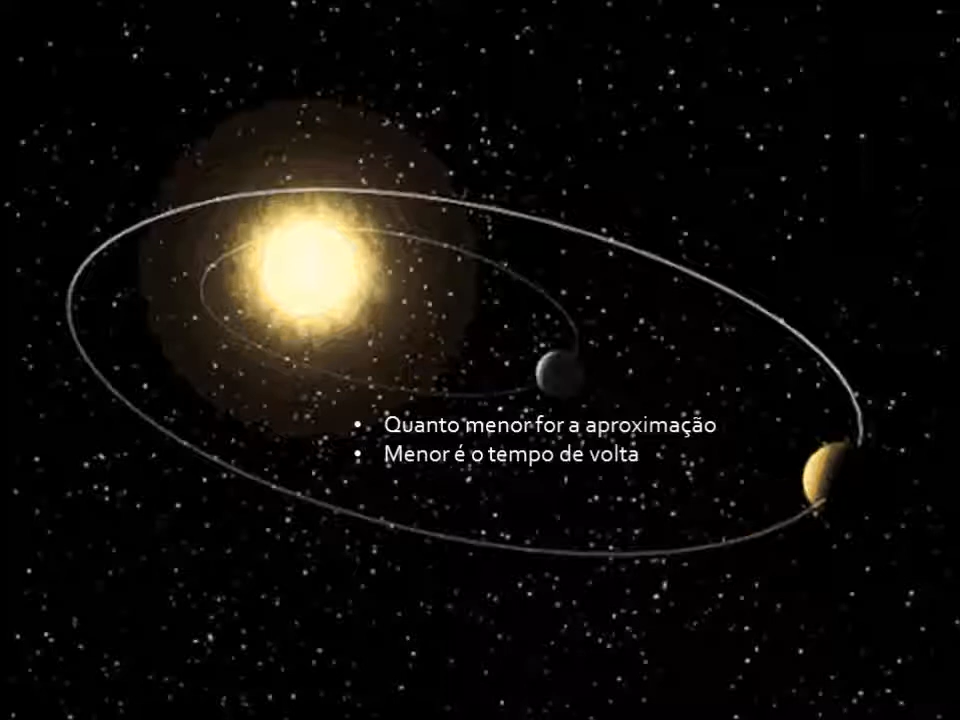 • Quanto menor for a aproximação
• Menor é o tempo de volta